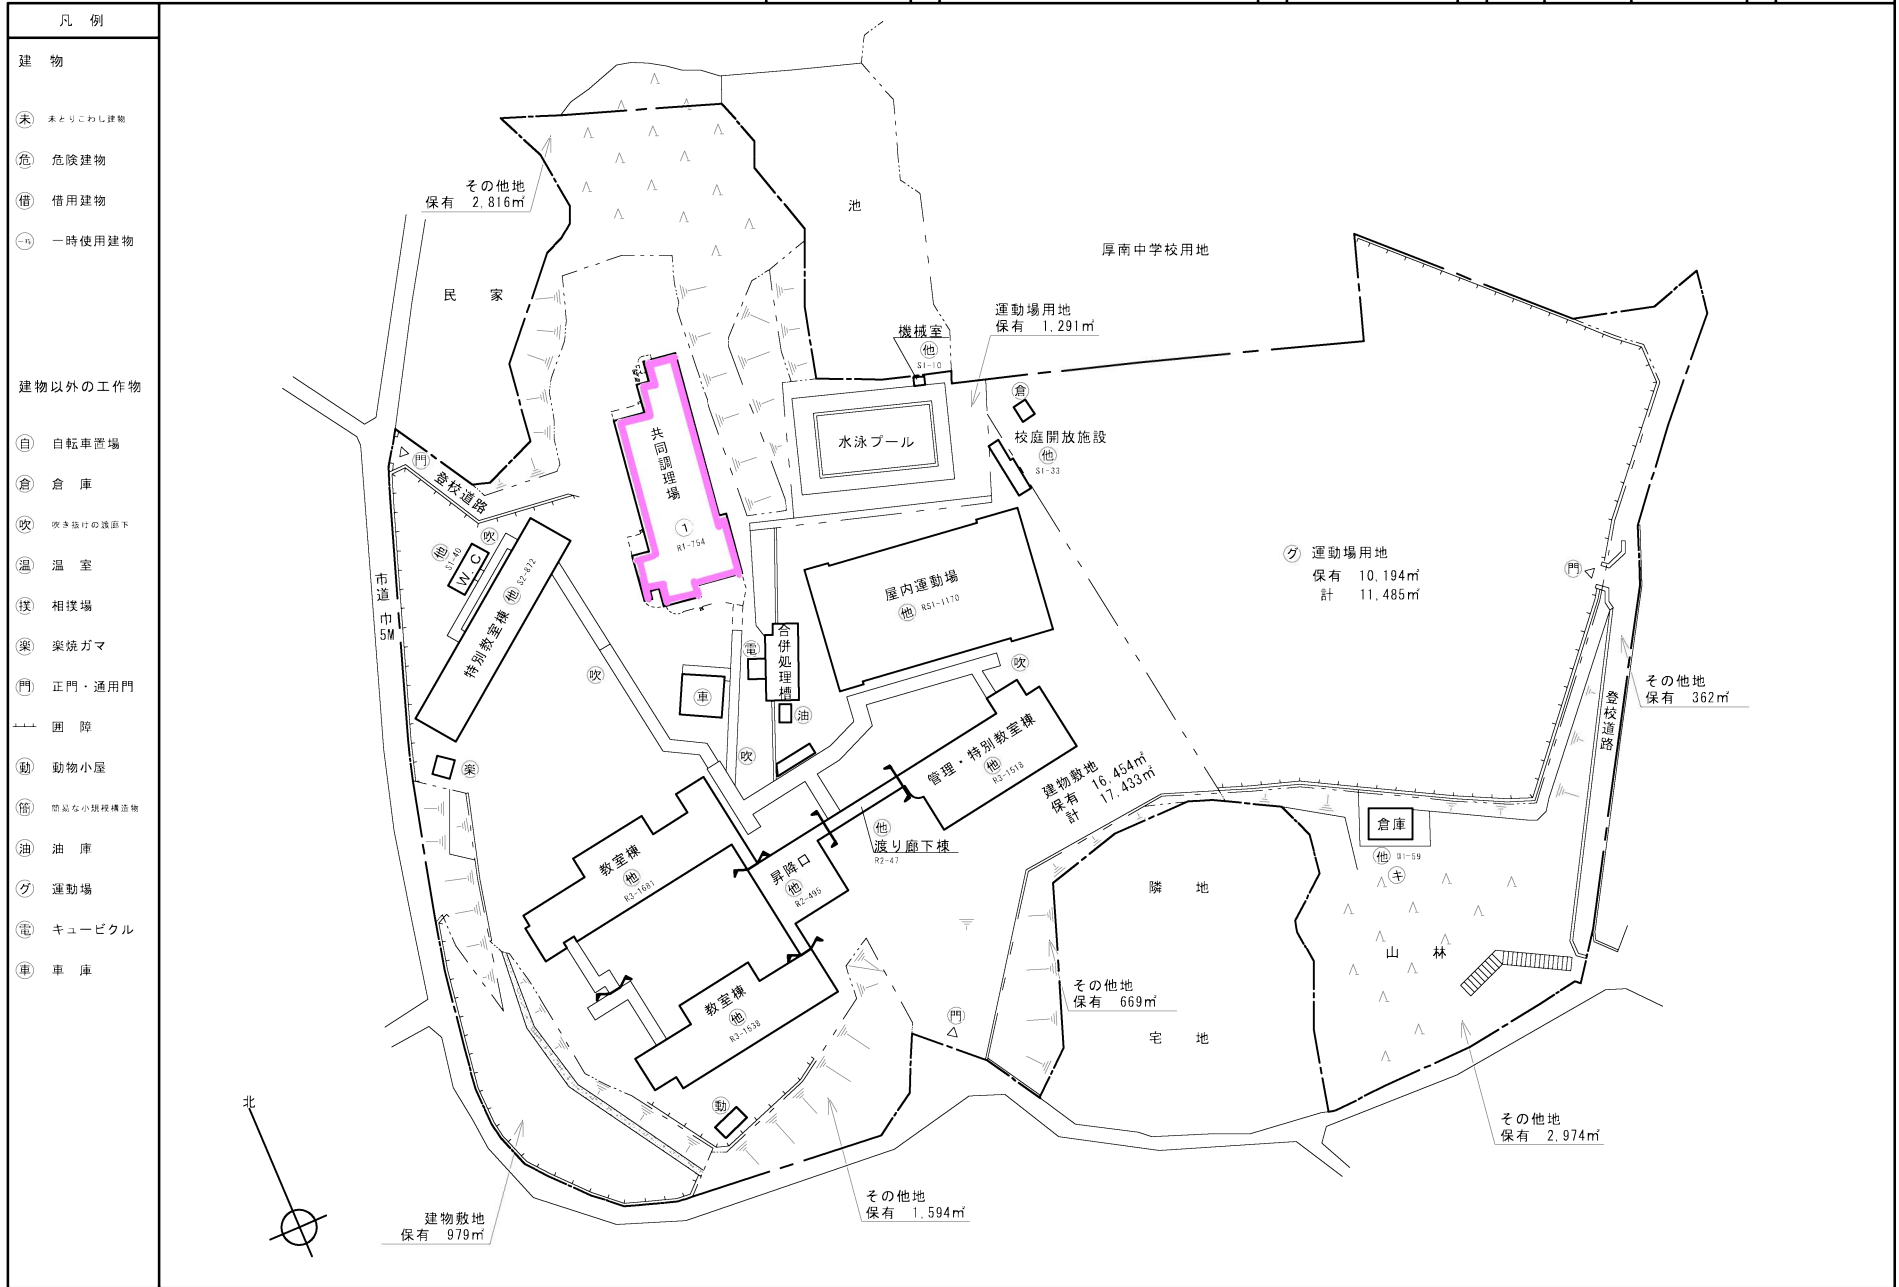 凡 例
建 物
未 未とりこわし建物
危 危険建物
借 借用建物
一時 一時使用建物
建物以外の工作物
自 自転車置場
倉 倉 庫
吹 吹き抜けの渡廊下
温 温 室
撲 相撲場
楽 楽焼ガマ
門 正門・通用門
囲 障
動 動物小屋
簡 簡易な小規模構造物
油 油 庫
グ 運動場
電 キュービクル
車 車 庫
その他地
保有 2,816㎡
池
厚南中学校用地
民 家
運動場用地
保有 1,291㎡
機械室
他
S1-10
倉
校庭開放施設
他
S1-33
水泳プール
共同調理場
1
R1-754
門
登校道路
吹
他
S1-40
W.C
特別教室棟 他 S2-872
市道 巾 5M
屋内運動場
他 R51-1170
グ 運動場用地
保有 10,194㎡
計 11,485㎡
門
その他地
保有 362㎡
登校道路
合併処理槽
電
車
油
吹
吹
吹
楽
管理・特別教室棟
他
R3-1518
建物敷地
保有 16,454㎡
計 17,433㎡
他
渡り廊下棟
R2-47
教室棟
他
R3-1681
昇降口
他
R2-495
教室棟
他
R3-1538
倉庫
他 W1-59
キ
隣 地
宅 地
山 林
その他地
保有 669㎡
門
動
その他地
保有 2,974㎡
その他地
保有 1,594㎡
建物敷地
保有 979㎡
北